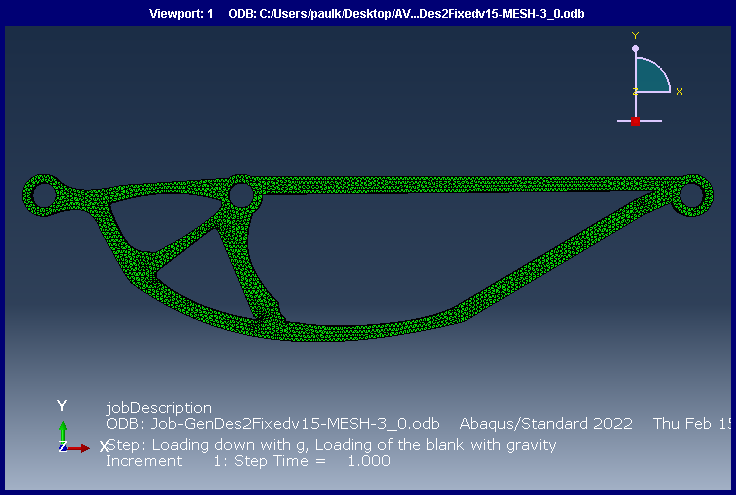 Viewport: 1 ODB: C:/Users/paulk/Desktop/AV...Des2Fixedv15-MESH-3_0.odb
Y
Z X
Y
Z X
jobDescription
ODB: Job-GenDes2Fixedv15-MESH-3_0.odb Abaqus/Standard 2022 Thu Feb 15
Step: Loading down with g, Loading of the blank with gravity
Increment 1: Step Time = 1.000